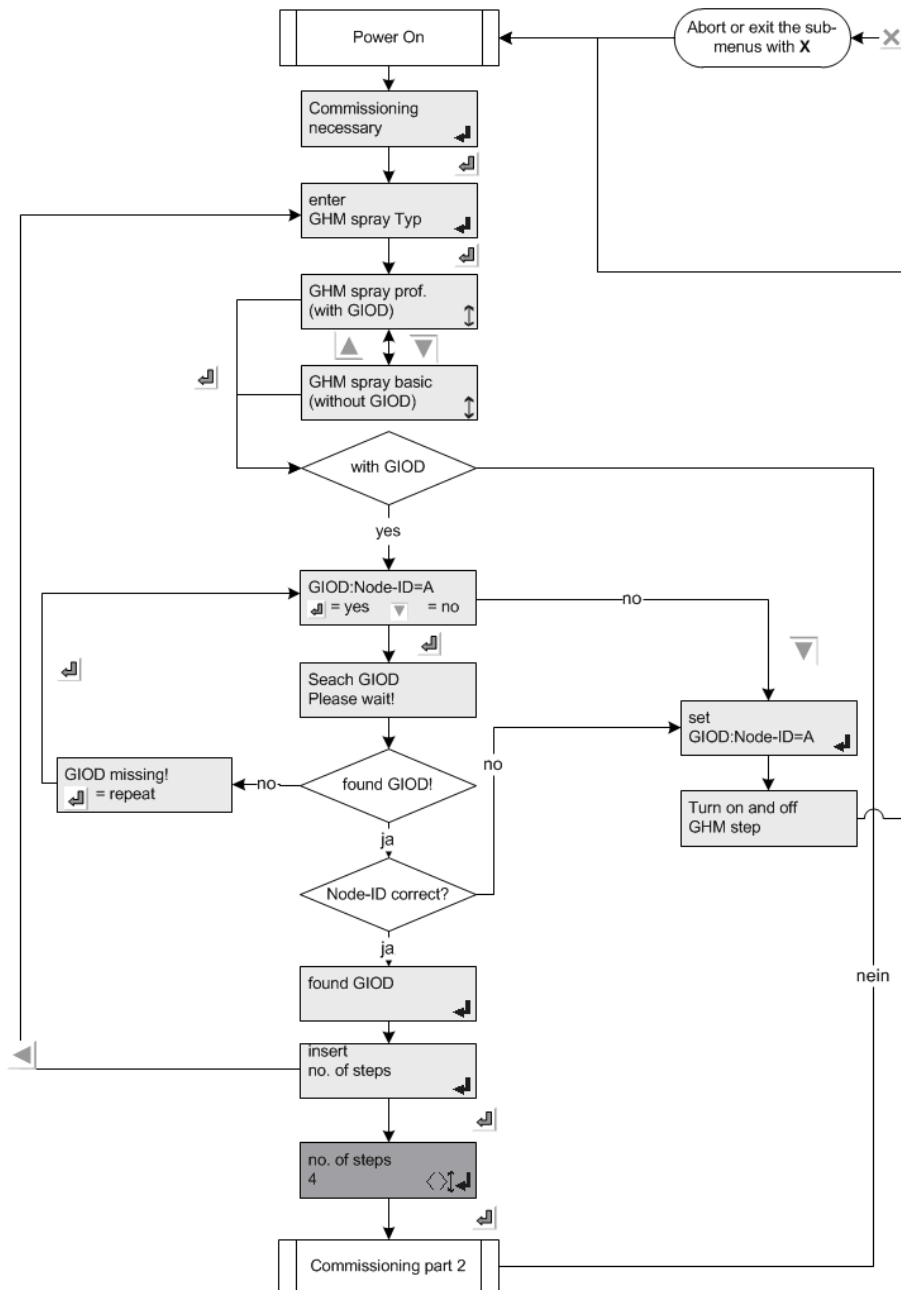 Power On
Abort or exit the sub-
menus with X
Commissioning
necessary
enter
GHM spray Typ
GHM spray prof.
(with GIOD)
GHM spray basic
(without GIOD)
with GIOD
yes
GIOD:Node-ID=A
= yes = no
no
Seach GIOD
Please wait!
set
GIOD:Node-ID=A
no
GIOD missing!
= repeat
no
found GIOD!
Turn on and off
GHM step
ja
Node-ID correct?
ja
nein
found GIOD
insert
no. of steps
no. of steps
4
Commissioning part 2